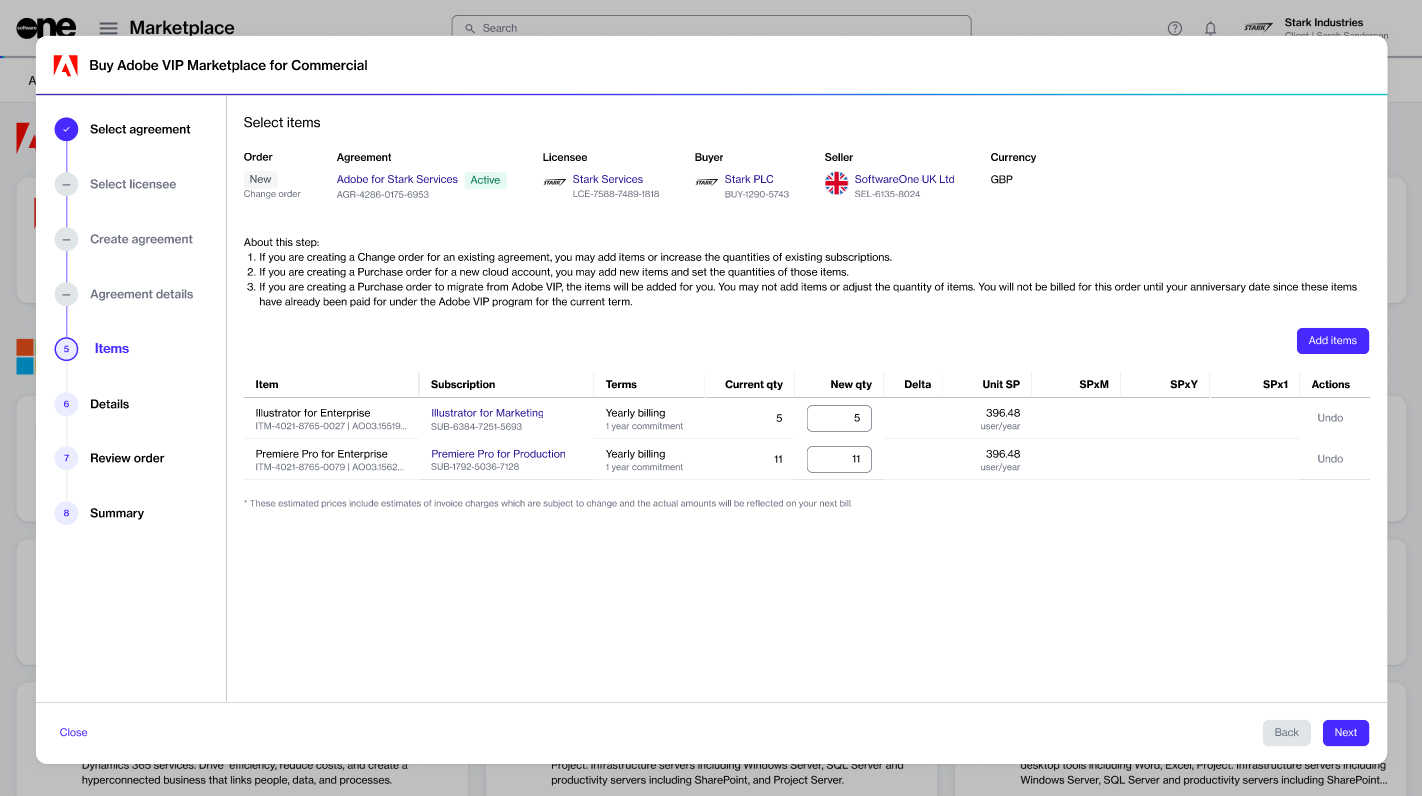 software one
Marketplace
Search
Stark Industries
Client | Sarah Sanderson
Buy Adobe VIP Marketplace for Commercial
A
Select agreement
Select licensee
Create agreement
Agreement details
5 Items
6 Details
7 Review order
8 Summary
Select items
Order Agreement Licensee Buyer Seller Currency
New Adobe for Stark Services Active STARK Stark Services STARK Stark PLC SoftwareOne UK Ltd GBP
Change order AGR-4286-0175-6953 LCE-7588-7489-1818 BUY-1290-5743 SEL-6135-8024
About this step:
1. If you are creating a Change order for an existing agreement, you may add items or increase the quantities of existing subscriptions.
2. If you are creating a Purchase order for a new cloud account, you may add new items and set the quantities of those items.
3. If you are creating a Purchase order to migrate from Adobe VIP, the items will be added for you. You may not add items or adjust the quantity of items. You will not be billed for this order until your anniversary date since these items
have already been paid for under the Adobe VIP program for the current term.
Add items
Item Subscription Terms Current qty New qty Delta Unit SP SPxM SPxY SPx1 Actions
Illustrator for Enterprise Illustrator for Marketing Yearly billing 5 5 396.48 Undo
ITM-4021-8765-0027 | AO03.15519... SUB-6384-7251-5693 1 year commitment user/year
Premiere Pro for Enterprise Premiere Pro for Production Yearly billing 11 11 396.48 Undo
ITM-4021-8765-0079 | AO03.1562... SUB-1792-5036-7128 1 year commitment user/year
* These estimated prices include estimates of invoice charges which are subject to change and the actual amounts will be reflected on your next bill.
Close Back Next
Dynamics 365 services. Drive efficiency, reduce costs, and create a
hyperconnected business that links people, data, and processes.
Project. Infrastructure servers including Windows Server, SQL Server and
productivity servers including SharePoint, and Project Server.
desktop tools including Word, Excel, Project. Infrastructure servers including
Windows Server, SQL Server and productivity servers including SharePoint...